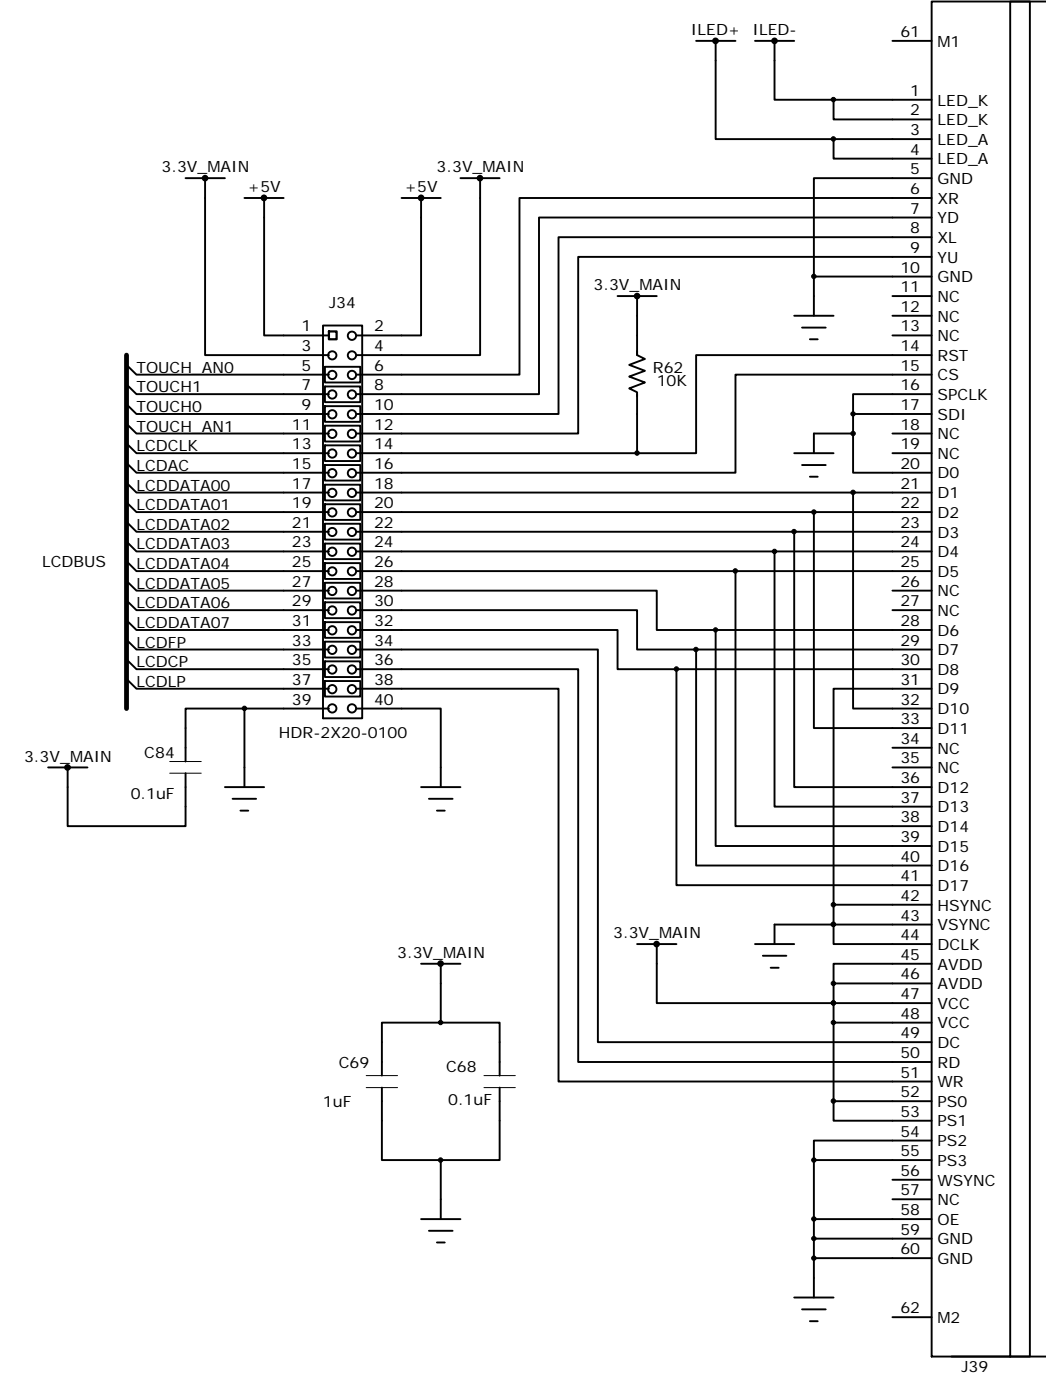 ILED+ ILED-
61 M1
1 LED_K
2 LED_K
3 LED_A
4 LED_A
5 GND
6 XR
7 YD
8 XL
9 YU
10 GND
11 NC
12 NC
13 NC
14 RST
15 CS
16 SPCLK
17 SDI
18 NC
19 NC
20 D0
21 D1
22 D2
23 D3
24 D4
25 D5
26 NC
27 NC
28 D6
29 D7
30 D8
31 D9
32 D10
33 D11
34 NC
35 NC
36 D12
37 D13
38 D14
39 D15
40 D16
41 D17
42 HSYNC
43 VSYNC
44 DCLK
45 AVDD
46 AVDD
47 VCC
48 VCC
49 DC
50 RD
51 WR
52 PS0
53 PS1
54 PS2
55 PS3
56 WSYNC
57 NC
58 OE
59 GND
60 GND
62 M2
J39
3.3V_MAIN 3.3V_MAIN
+5V +5V
3.3V_MAIN
R62
10K
J34
1 2
3 4
TOUCH_AN0 5 6
TOUCH1 7 8
TOUCH0 9 10
TOUCH_AN1 11 12
LCDCLK 13 14
LCDAC 15 16
LCDDATA00 17 18
LCDDATA01 19 20
LCDDATA02 21 22
LCDDATA03 23 24
LCDBUS
LCDDATA04 25 26
LCDDATA05 27 28
LCDDATA06 29 30
LCDDATA07 31 32
LCDFP 33 34
LCDCP 35 36
LCDLP 37 38
39 40
HDR-2X20-0100
3.3V_MAIN
C84
0.1uF
3.3V_MAIN
3.3V_MAIN
C69
1uF
C68
0.1uF